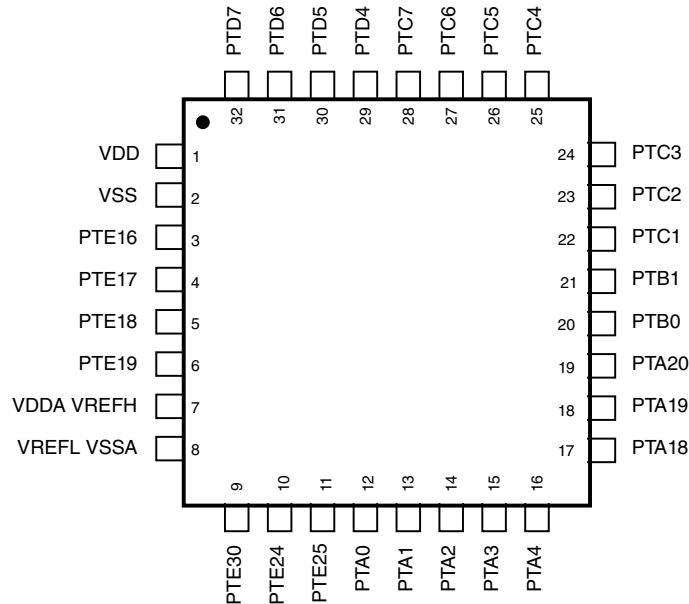 PTD7 PTD6 PTD5 PTD4 PTC7 PTC6 PTC5 PTC4
32 31 30 29 28 27 26 25
VDD 1 24 PTC3
VSS 2 23 PTC2
PTE16 3 22 PTC1
PTE17 4 21 PTB1
PTE18 5 20 PTB0
PTE19 6 19 PTA20
VDDA VREFH 7 18 PTA19
VREFL VSSA 8 17 PTA18
9 10 11 12 13 14 15 16
PTE30 PTE24 PTE25 PTA0 PTA1 PTA2 PTA3 PTA4